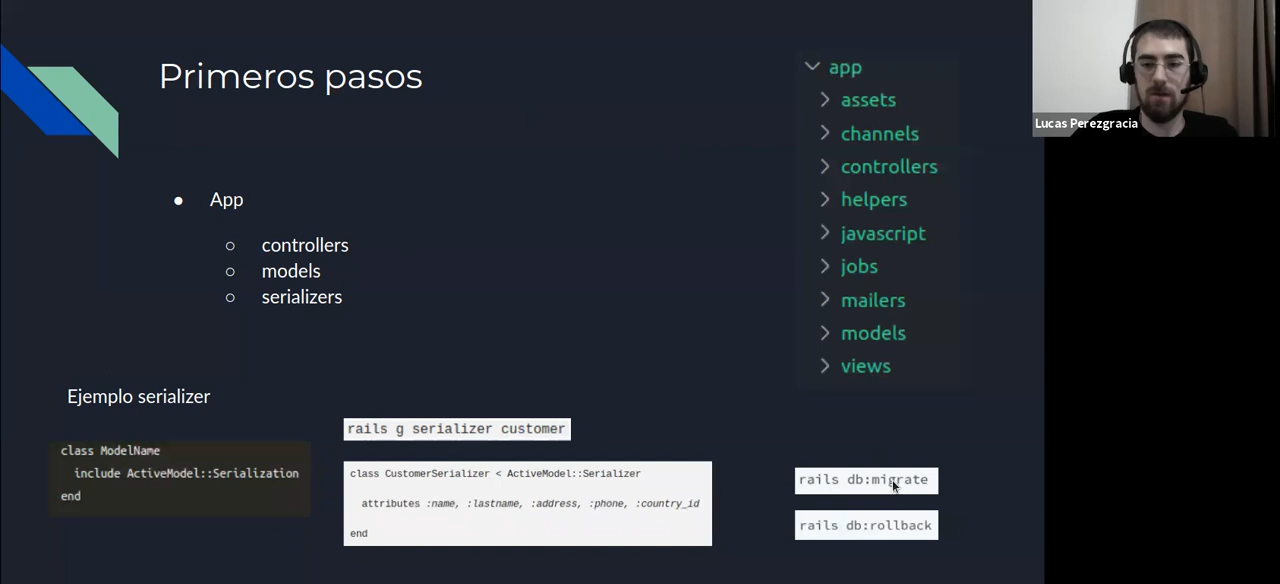 Primeros pasos
App
controllers
models
serializers
app
assets
channels
controllers
helpers
javascript
jobs
mailers
models
views
Lucas Perezgracia
Ejemplo serializer
class ModelName
include ActiveModel::Serialization
end
rails g serializer customer
class CustomerSerializer < ActiveModel::Serializer
attributes :name, :lastname, :address, :phone, :country_id
end
rails db:migrate
rails db:rollback